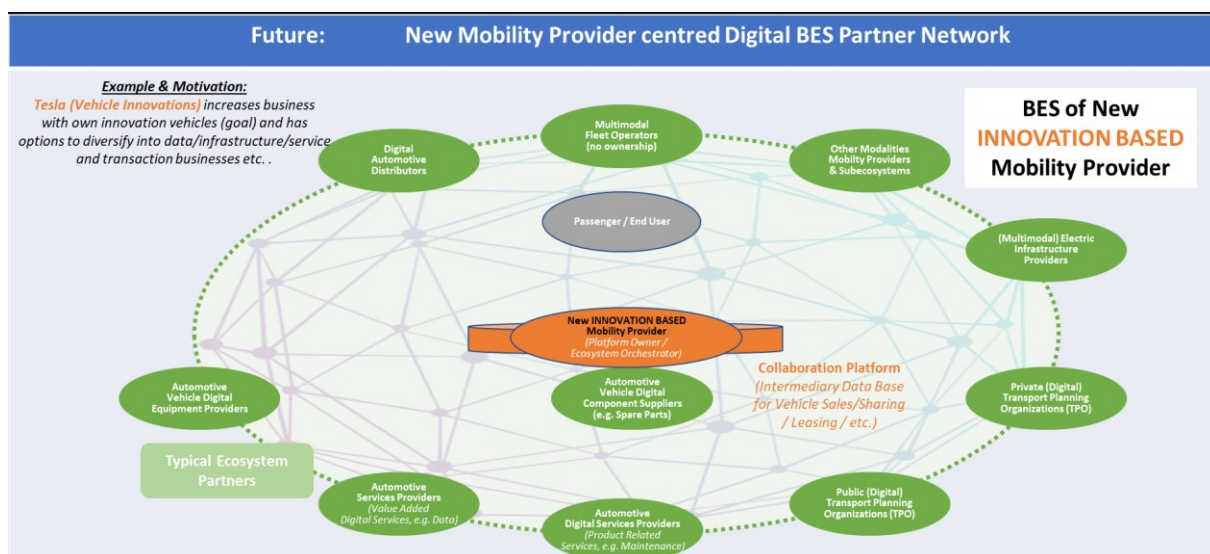 Future: New Mobility Provider centred Digital BES Partner Network
Example & Motivation:
Tesla (Vehicle Innovations) increases business
with own innovation vehicles (goal) and has
options to diversify into data/infrastructure/service
and transaction businesses etc. .
BES of New
INNOVATION BASED
Mobility Provider
Digital
Automotive
Distributors
Multimodal
Fleet Operators
(no ownership)
Other Modalities
Mobilty Providers
& Subecosystems
Passenger / End User
(Multimodal) Electric
Infrastructure
Providers
New INNOVATION BASED
Mobility Provider
(Platform Owner /
Ecosystem Orchestrator)
Automotive
Vehicle Digital
Equipment Providers
Automotive
Vehicle Digital
Component Suppliers
(e.g. Spare Parts)
Collaboration Platform
(Intermediary Data Base
for Vehicle Sales/Sharing
/ Leasing / etc.)
Private (Digital)
Transport Planning
Organizations (TPO)
Typical Ecosystem
Partners
Automotive
Services Providers
(Value Added
Digital Services, e.g. Data)
Automotive
Digital Services Providers
(Product Related
Services, e.g. Maintenance)
Public (Digital)
Transport Planning
Organizations (TPO)